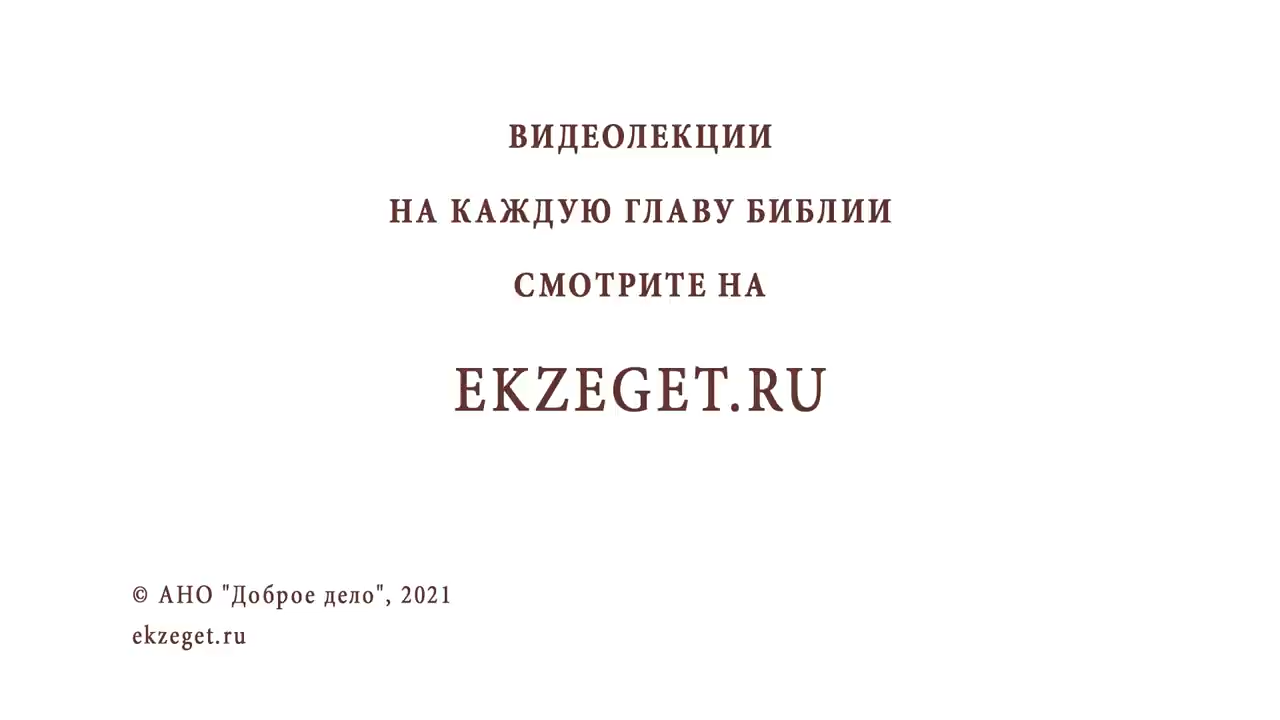 ВИДЕОЛЕКЦИИ
НА КАЖДУЮ ГЛАВУ БИБЛИИ
СМОТРИТЕ НА
EKZEGET.RU
© АНО "Доброе дело", 2021
ekzeget.ru